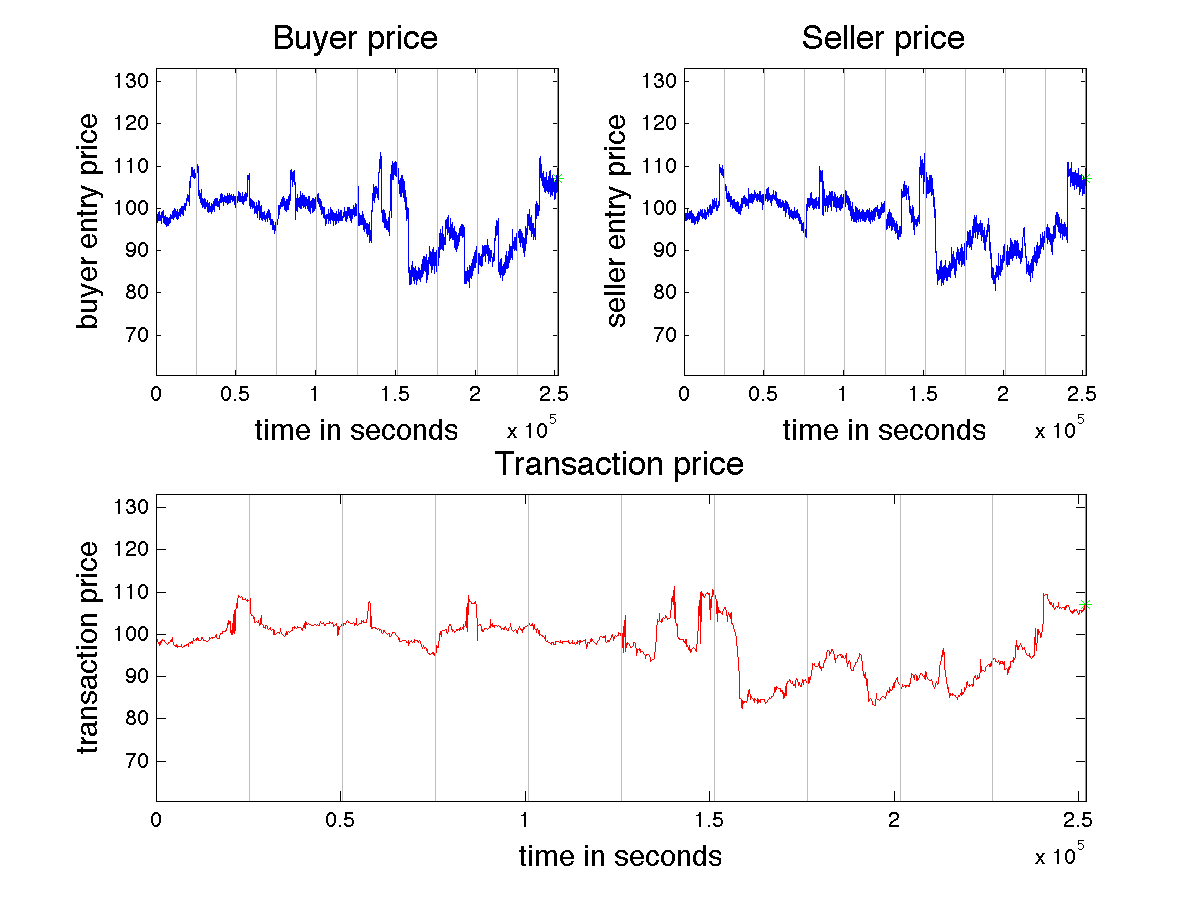 Buyer price
buyer entry price
130
120
110
100
90
80
70
0 0.5 1 1.5 2 2.5
x 10^5
time in seconds
Seller price
seller entry price
130
120
110
100
90
80
70
0 0.5 1 1.5 2 2.5
x 10^5
time in seconds
Transaction price
transaction price
130
120
110
100
90
80
70
0 0.5 1 1.5 2 2.5
x 10^5
time in seconds